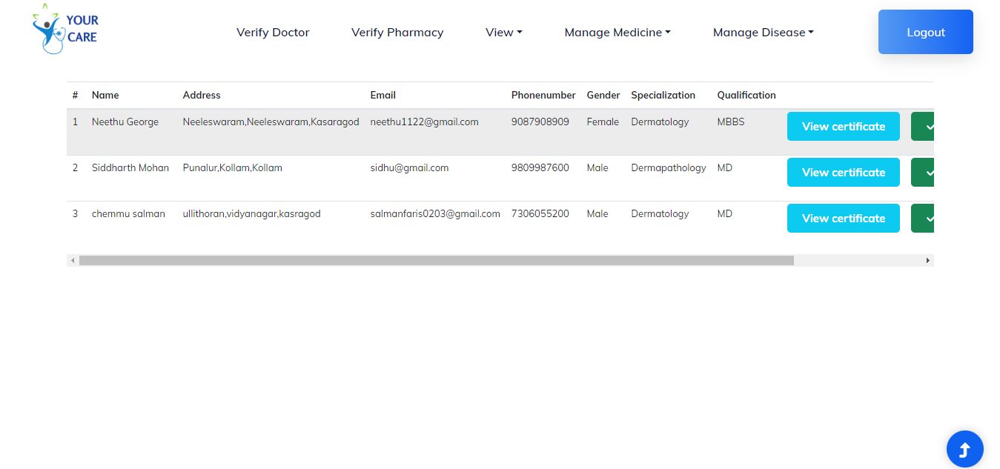 YOUR
CARE
Verify Doctor Verify Pharmacy View Manage Medicine Manage Disease Logout
# Name Address Email Phonenumber Gender Specialization Qualification
1 Neethu George Neeleswaram,Neeleswaram,Kasaragod neethu1122@gmail.com 9087908909 Female Dermatology MBBS View certificate
2 Siddharth Mohan Punalur,Kollam,Kollam sidhu@gmail.com 9809987600 Male Dermapathology MD View certificate
3 chemmu salman ullithoran,vidyanagar,kasragod salmanfaris0203@gmail.com 7306055200 Male Dermatology MD View certificate